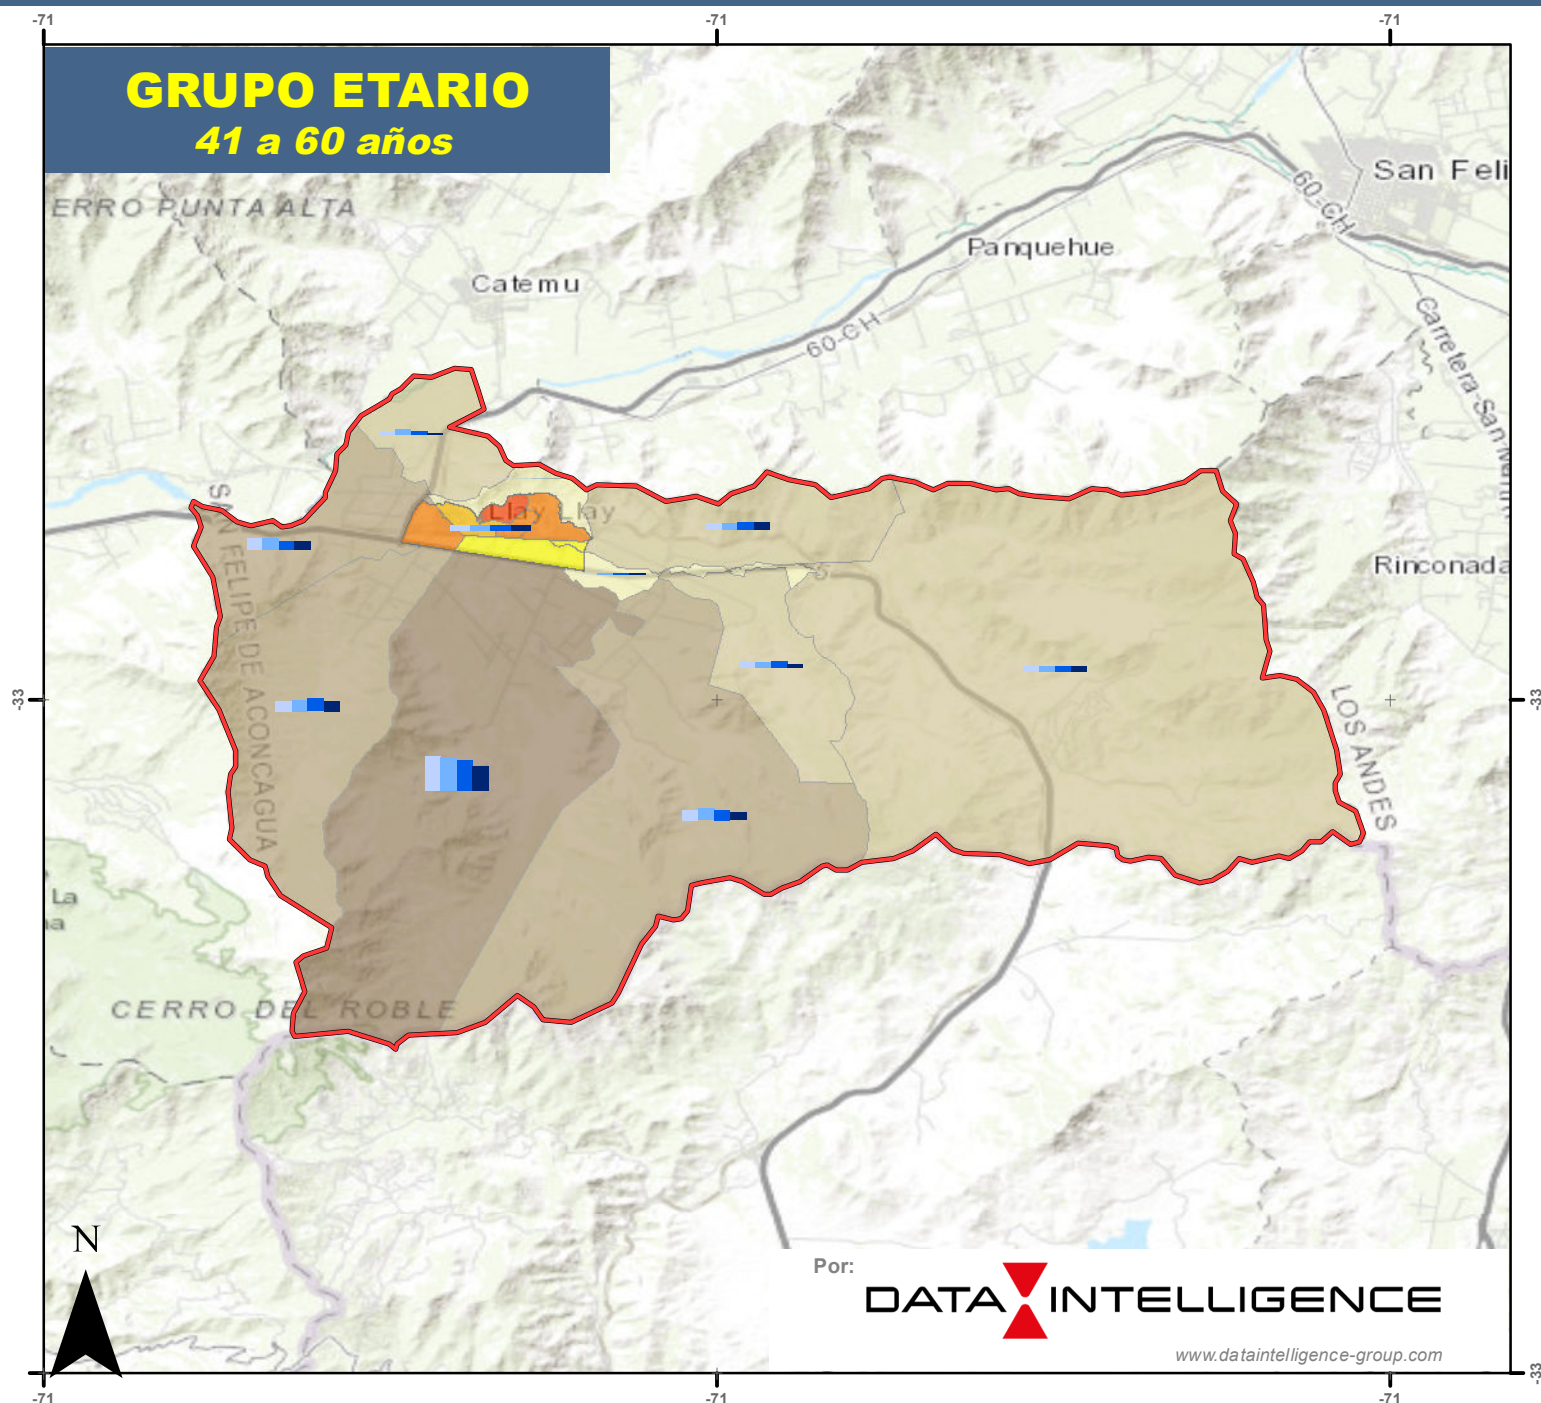 -71
-71
-71
GRUPO ETARIO
41 a 60 años
San Feli
60-CH
ERRO PUNTA ALTA
Panquehue
Catemu
Carretera-San-Martín
60-CH
SAN FELIPE DE ACONCAGUA
Llay Llay
5
Rinconada
-33
-33
LOS ANDES
La
na
CERRO DEL ROBLE
N
Por:
DATA INTELLIGENCE
www.dataintelligence-group.com
-33
-71
-71
-71